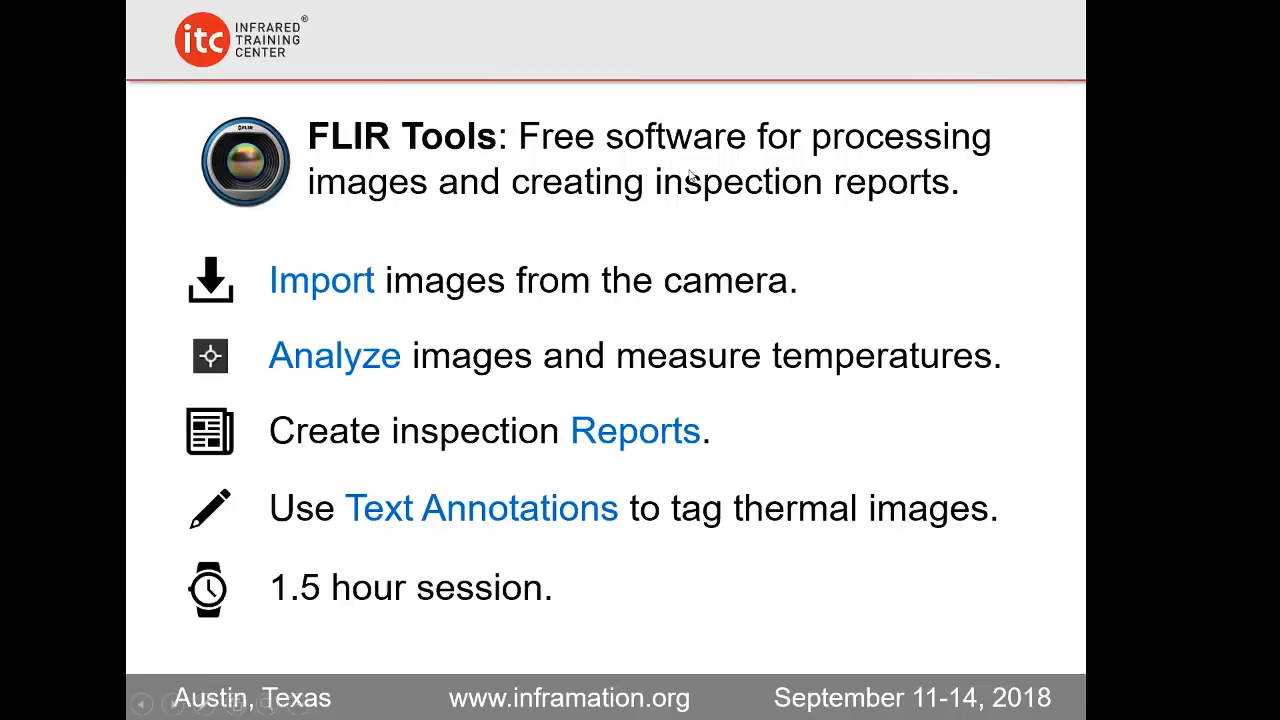 itc INFRARED®
TRAINING
CENTER
FLIR
FLIR Tools: Free software for processing
images and creating inspection reports.
Import images from the camera.
Analyze images and measure temperatures.
Create inspection Reports.
Use Text Annotations to tag thermal images.
1.5 hour session.
Austin, Texas www.inframation.org September 11-14, 2018